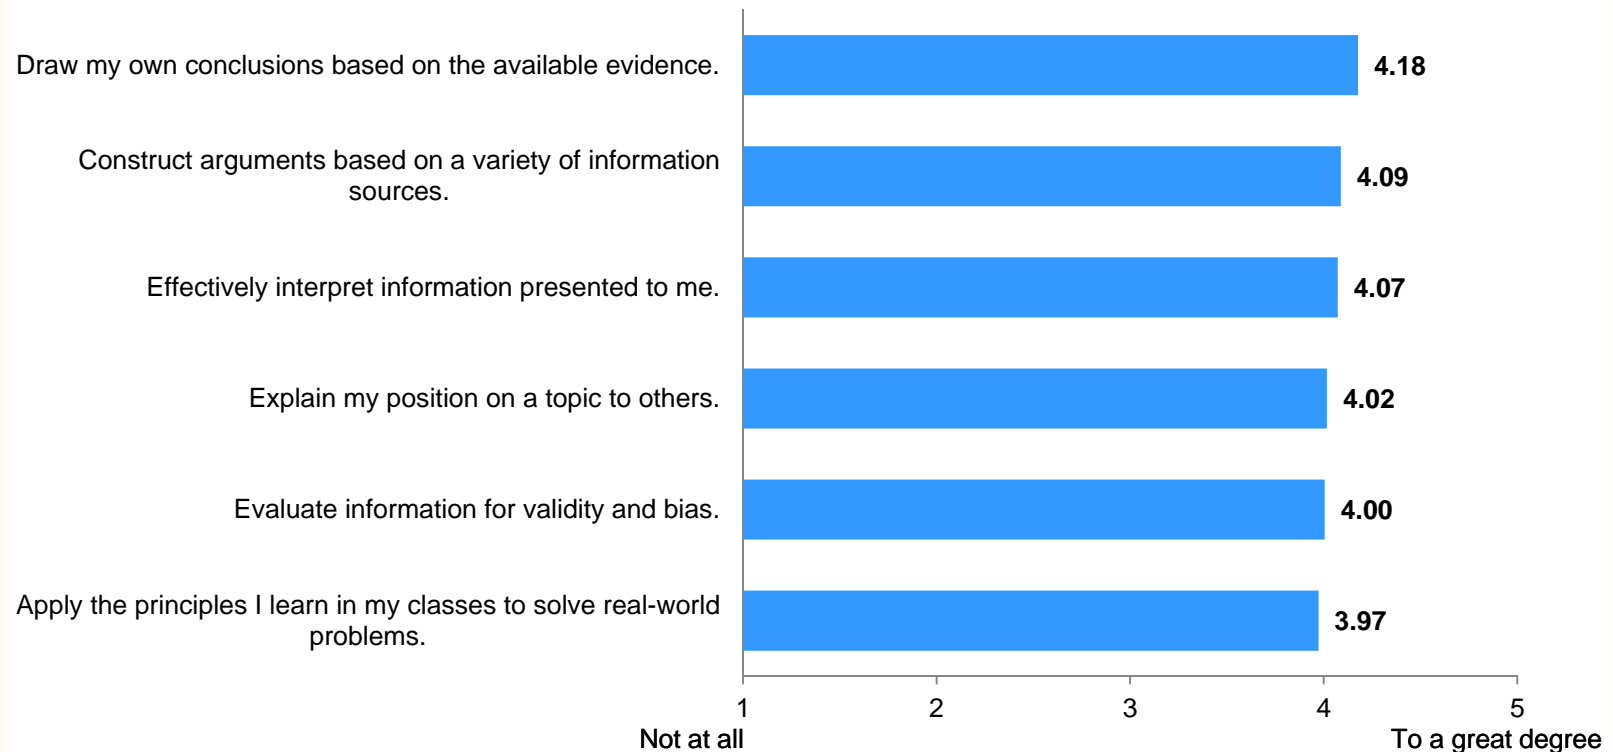 Draw my own conclusions based on the available evidence.
4.18
Construct arguments based on a variety of information
sources.
4.09
Effectively interpret information presented to me.
4.07
Explain my position on a topic to others.
4.02
Evaluate information for validity and bias.
4.00
Apply the principles I learn in my classes to solve real-world
problems.
3.97
1 2 3 4 5
Not at all To a great degree